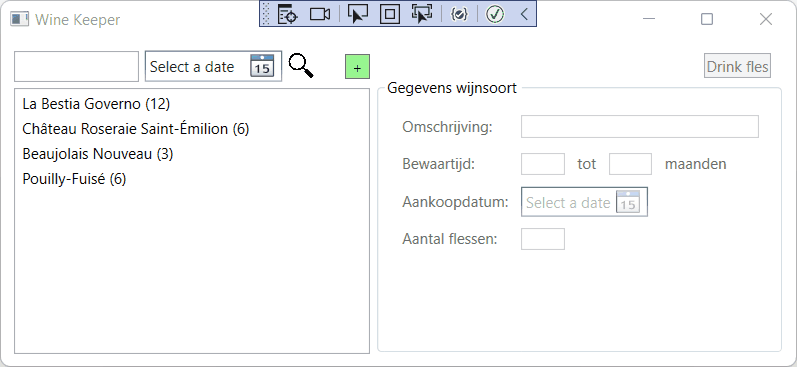 Wine Keeper
Select a date 15
+
Drink fles
La Bestia Governo (12)
Château Roseraie Saint-Émilion (6)
Beaujolais Nouveau (3)
Pouilly-Fuisé (6)
Gegevens wijnsoort
Omschrijving:
Bewaartijd: tot maanden
Aankoopdatum: Select a date 15
Aantal flessen: